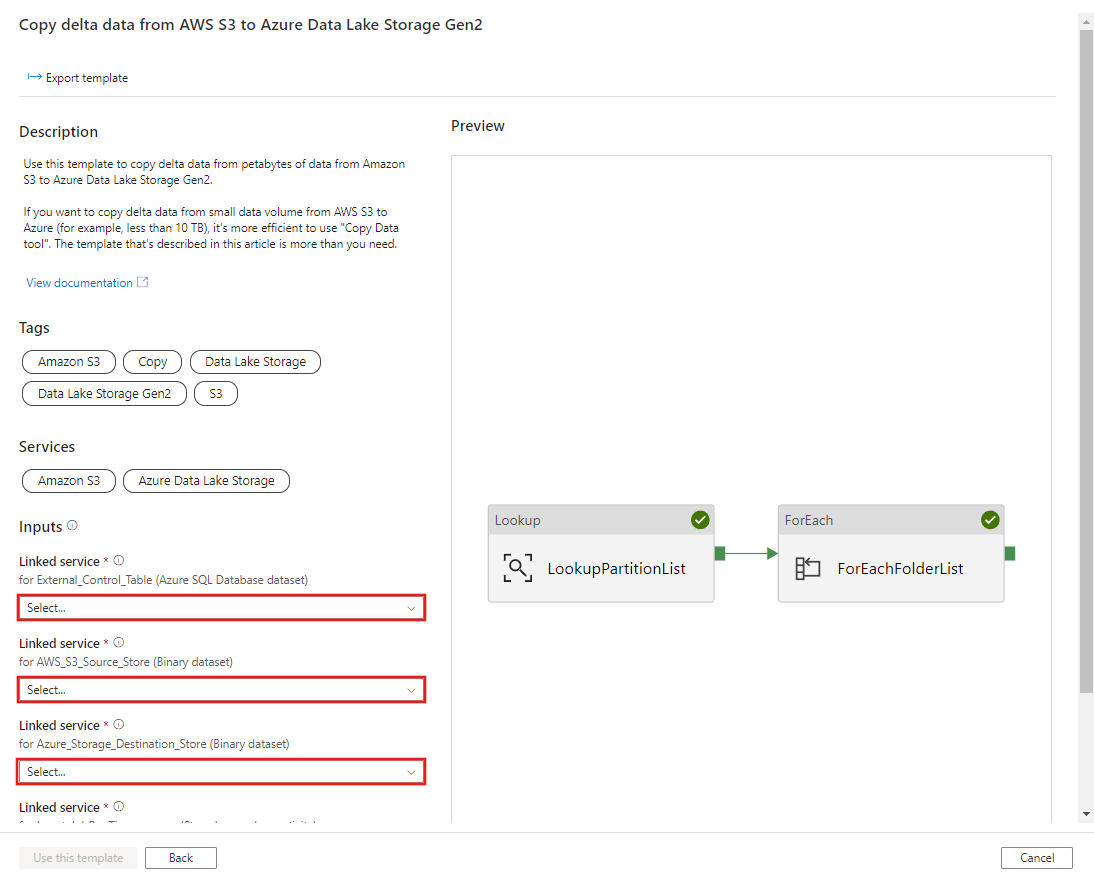 Copy delta data from AWS S3 to Azure Data Lake Storage Gen2
Export template
Description
Use this template to copy delta data from petabytes of data from Amazon
S3 to Azure Data Lake Storage Gen2.
If you want to copy delta data from small data volume from AWS S3 to
Azure (for example, less than 10 TB), it's more efficient to use "Copy Data
tool". The template that's described in this article is more than you need.
View documentation
Tags
Amazon S3 Copy Data Lake Storage
Data Lake Storage Gen2 S3
Services
Amazon S3 Azure Data Lake Storage
Inputs
Linked service *
for External_Control_Table (Azure SQL Database dataset)
Select...
Linked service *
for AWS_S3_Source_Store (Binary dataset)
Select...
Linked service *
for Azure_Storage_Destination_Store (Binary dataset)
Select...
Linked service *
Preview
Lookup
LookupPartitionList
ForEach
ForEachFolderList
Use this template
Back
Cancel